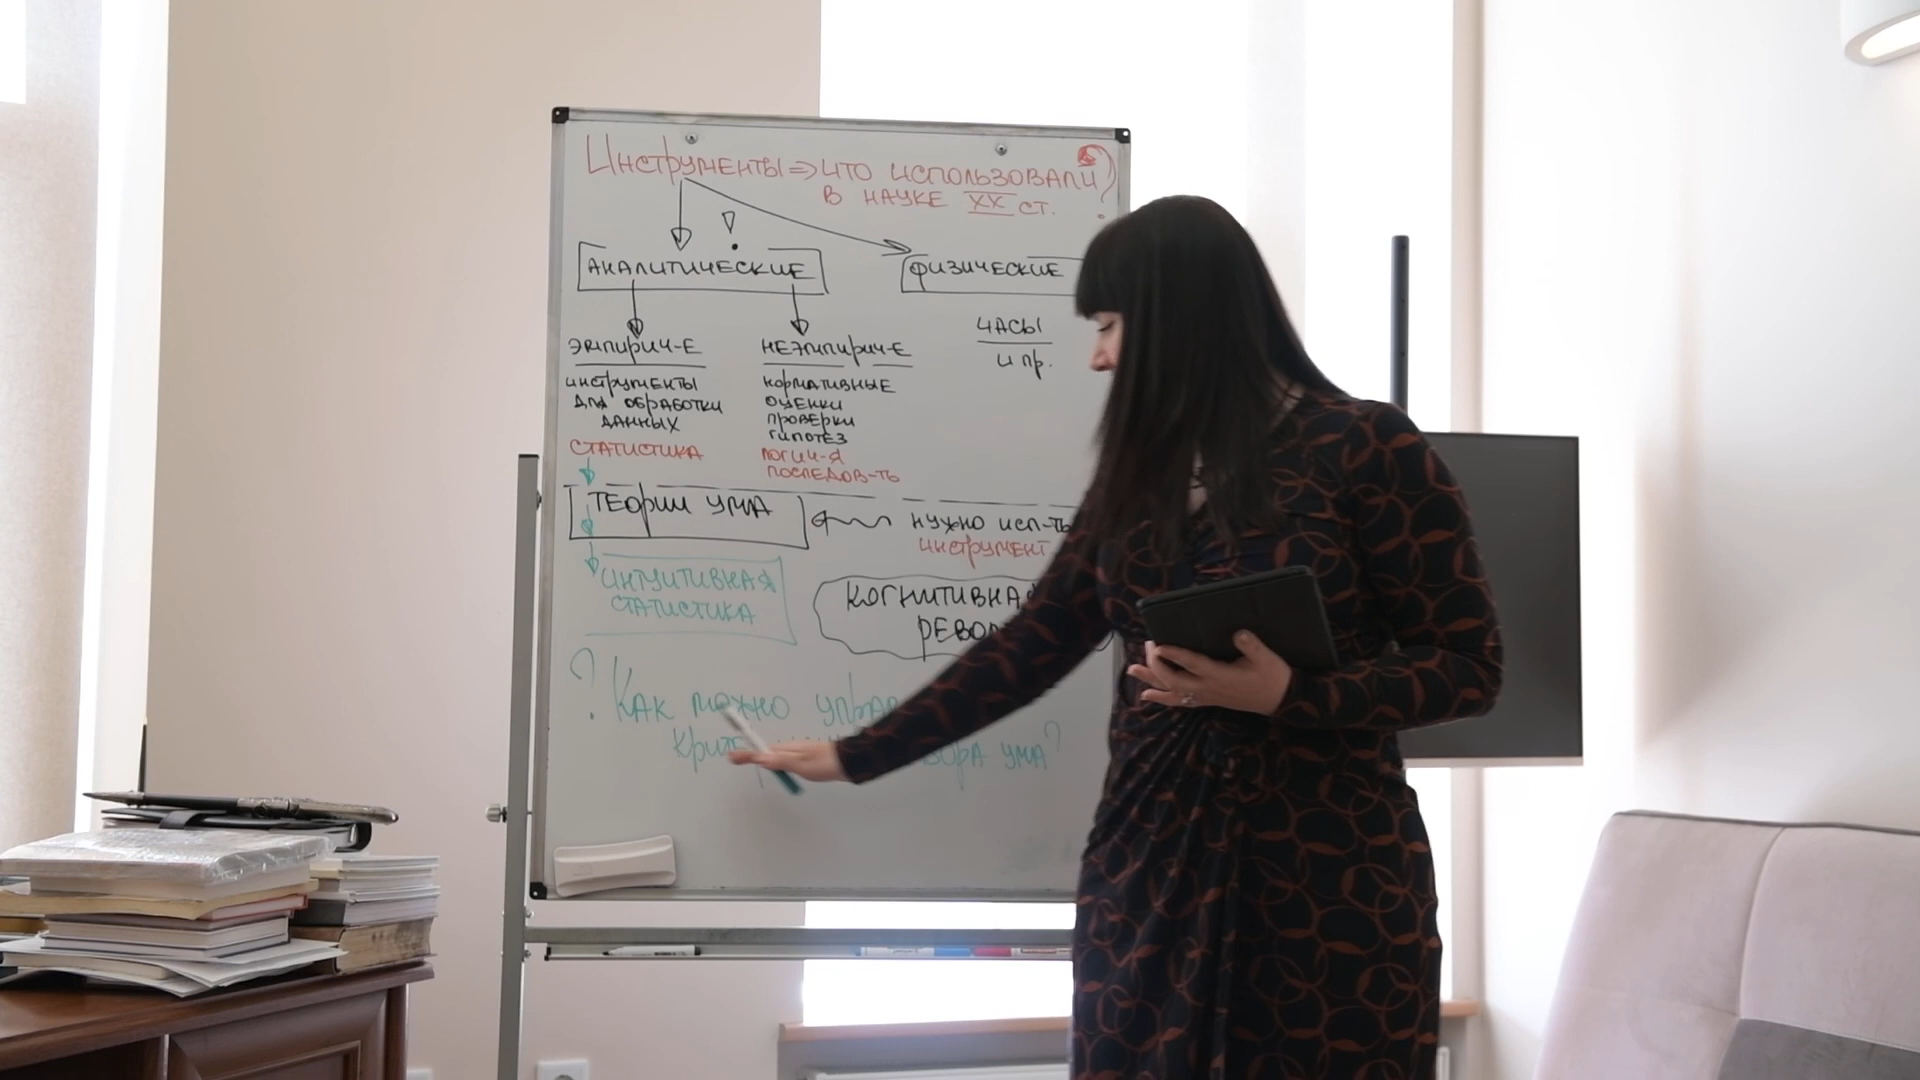 Инструменты => что использовали?
в науке XX ст.
!
Аналитические
физические
эмпирич-е
неэмпирич-е
часы
и пр.
инструменты
для обработки
данных
статистика
нормативные
оценки
проверки
гипотез
логич-я
последов-ть
Теории ума
нужно исп-ть
инструмент
интуитивная
статистика
Когнитивная
? Как можно
ума?